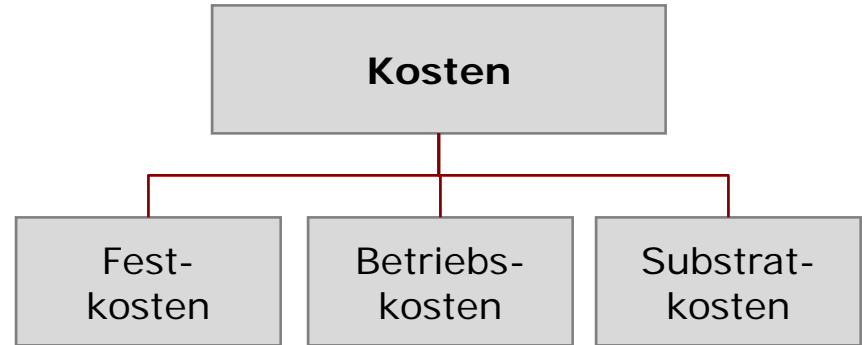 Kosten
Fest-
kosten
Betriebs-
kosten
Substrat-
kosten